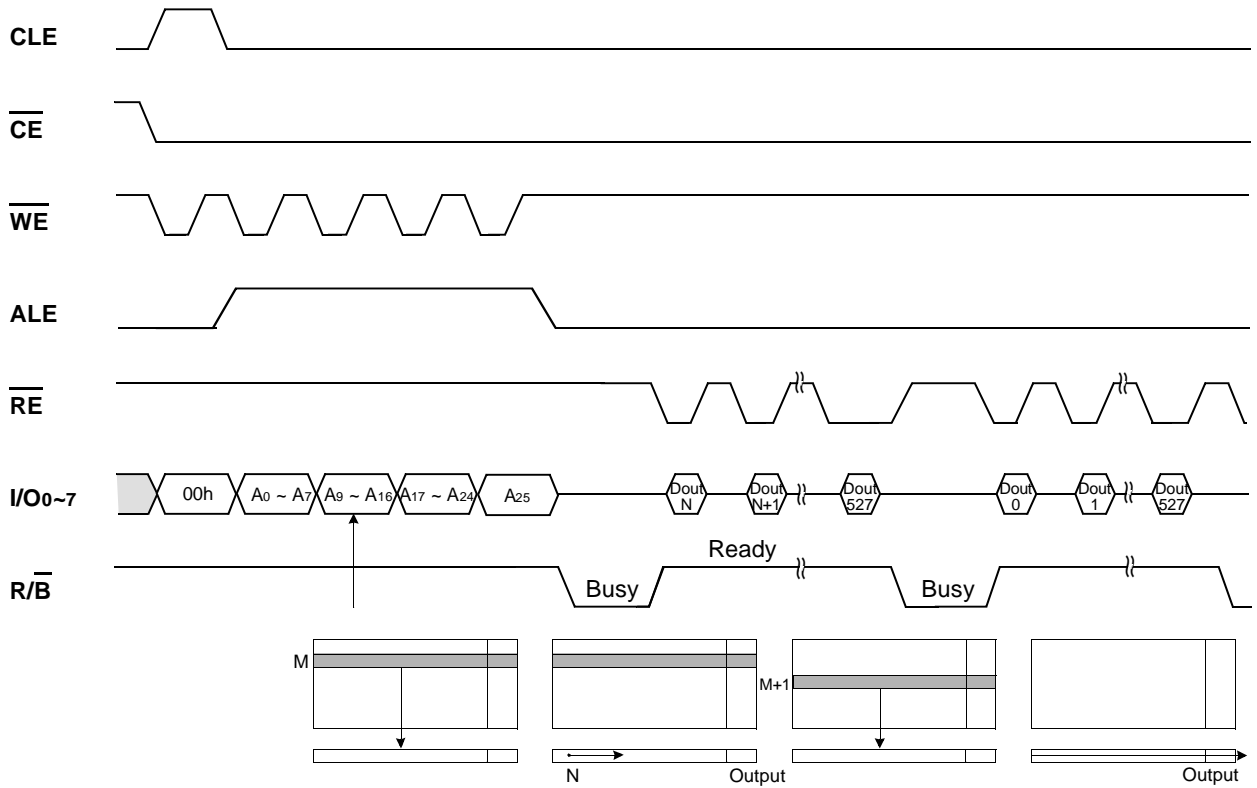 CLE
CE
WE
ALE
RE
I/O0~7 00h A0 ~ A7 A9 ~ A16 A17 ~ A24 A25 Dout N Dout N+1 Dout 527 Dout 0 Dout 1 Dout 527
Ready
R/B Busy Busy
M
M+1
N Output Output